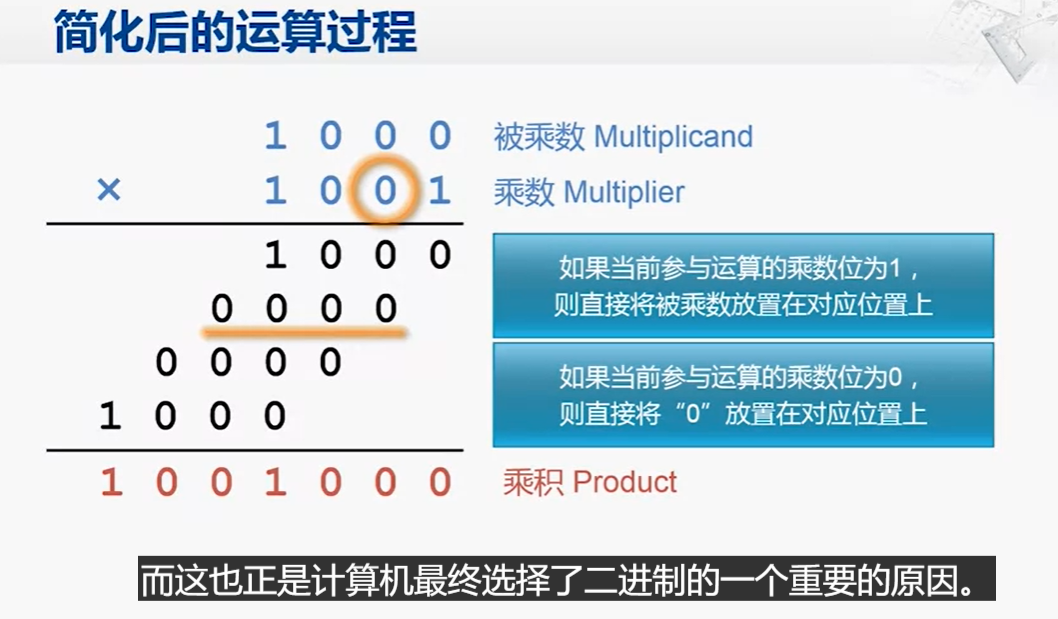 简化后的运算过程
1 0 0 0 被乘数 Multiplicand
× 1 0 0 1 乘数 Multiplier
1 0 0 0
0 0 0 0
0 0 0 0
1 0 0 0
如果当前参与运算的乘数位为1，
则直接将被乘数放置在对应位置上
如果当前参与运算的乘数位为0，
则直接将“0”放置在对应位置上
1 0 0 1 0 0 0 乘积 Product
而这也正是计算机最终选择了二进制的一个重要的原因。